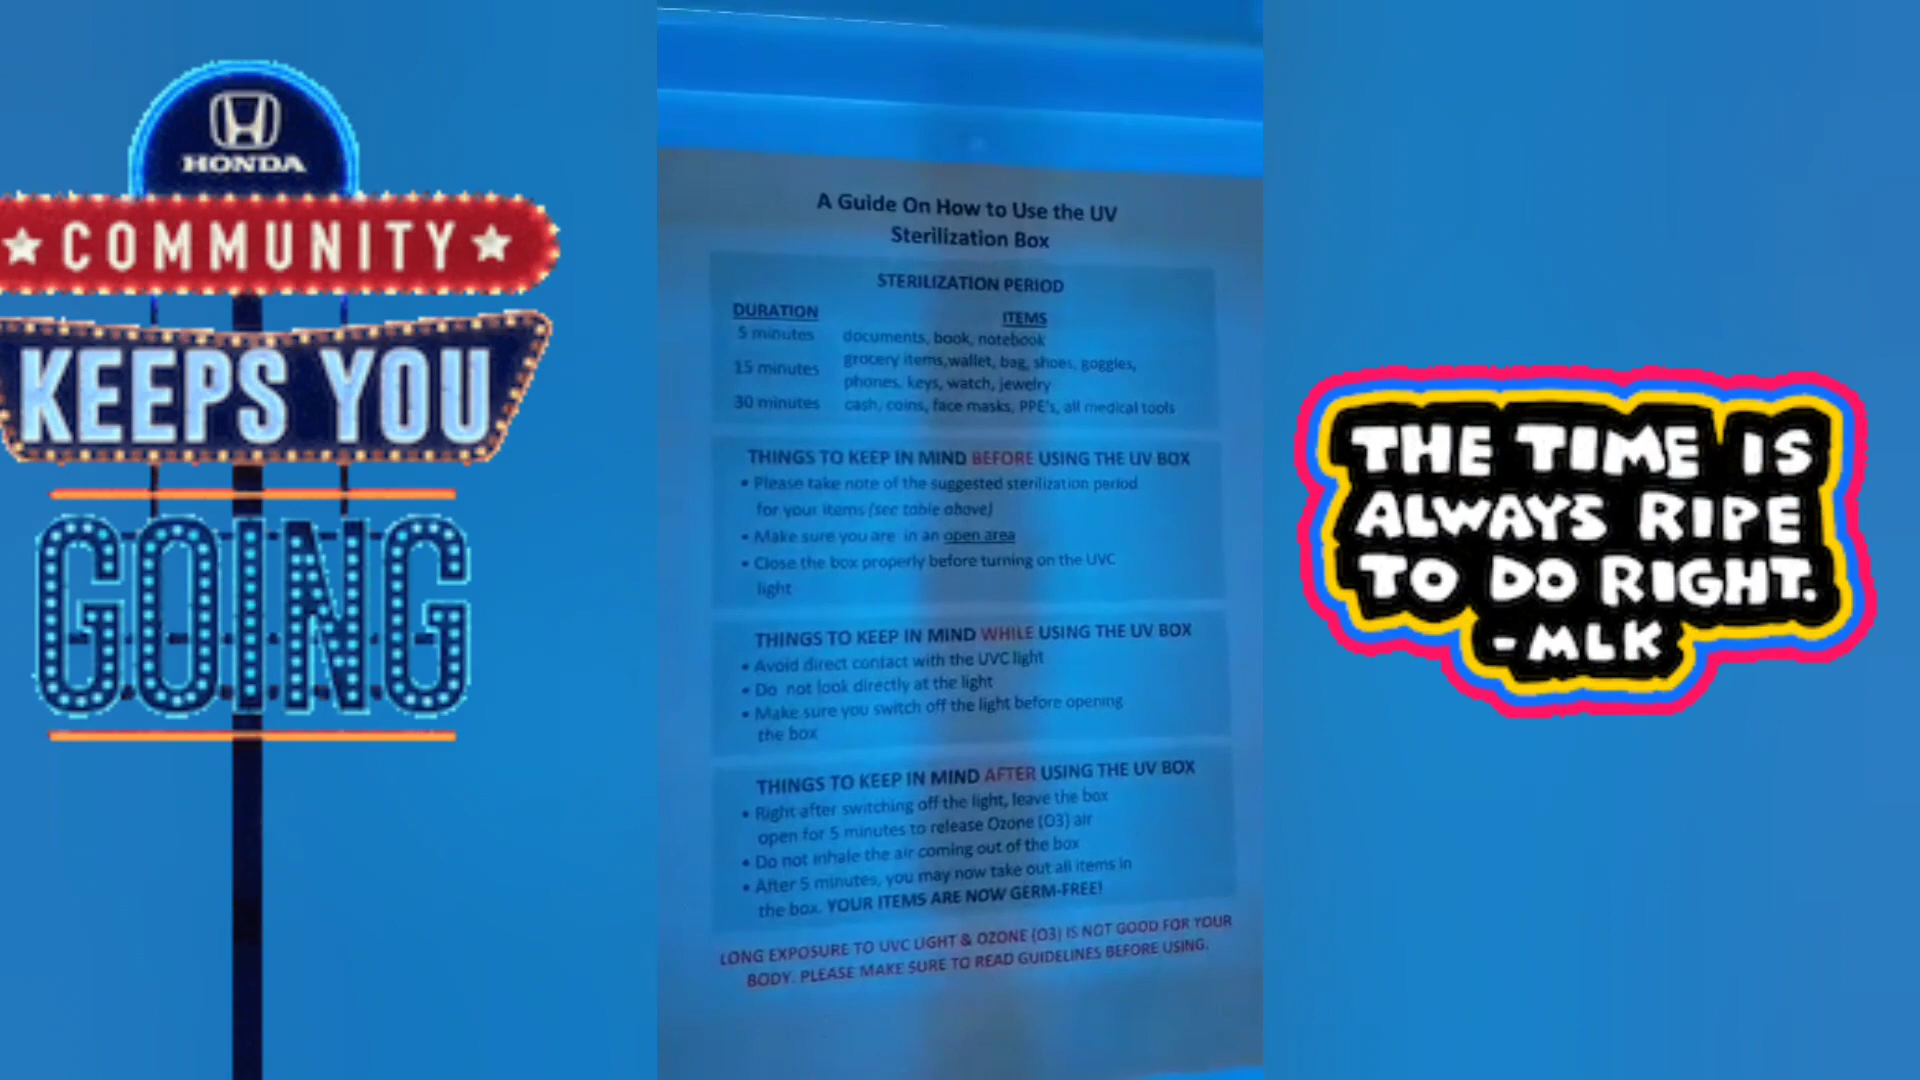 HONDA
COMMUNITY
KEEPS YOU
GOING
A Guide On How to Use the UV
Sterilization Box
STERILIZATION PERIOD
DURATION ITEMS
5 minutes documents, book, notebook
15 minutes grocery items,wallet, bag, shoes, goggles,
phones, keys, watch, jewelry
30 minutes cash, coins, face masks, PPE's, all medical tools
THINGS TO KEEP IN MIND BEFORE USING THE UV BOX
• Please take note of the suggested sterilization period
for your items (see table above)
• Make sure you are in an open area
• Close the box properly before turning on the UVC
light
THINGS TO KEEP IN MIND WHILE USING THE UV BOX
• Avoid direct contact with the UVC light
• Do not look directly at the light
• Make sure you switch off the light before opening
the box
THINGS TO KEEP IN MIND AFTER USING THE UV BOX
• Right after switching off the light, leave the box
open for 5 minutes to release Ozone (O3) air
• Do not inhale the air coming out of the box
• After 5 minutes, you may now take out all items in
the box. YOUR ITEMS ARE NOW GERM-FREE!
LONG EXPOSURE TO UVC LIGHT & OZONE (O3) IS NOT GOOD FOR YOUR
BODY. PLEASE MAKE SURE TO READ GUIDELINES BEFORE USING.
THE TIME IS
ALWAYS RIPE
TO DO RIGHT.
-MLK